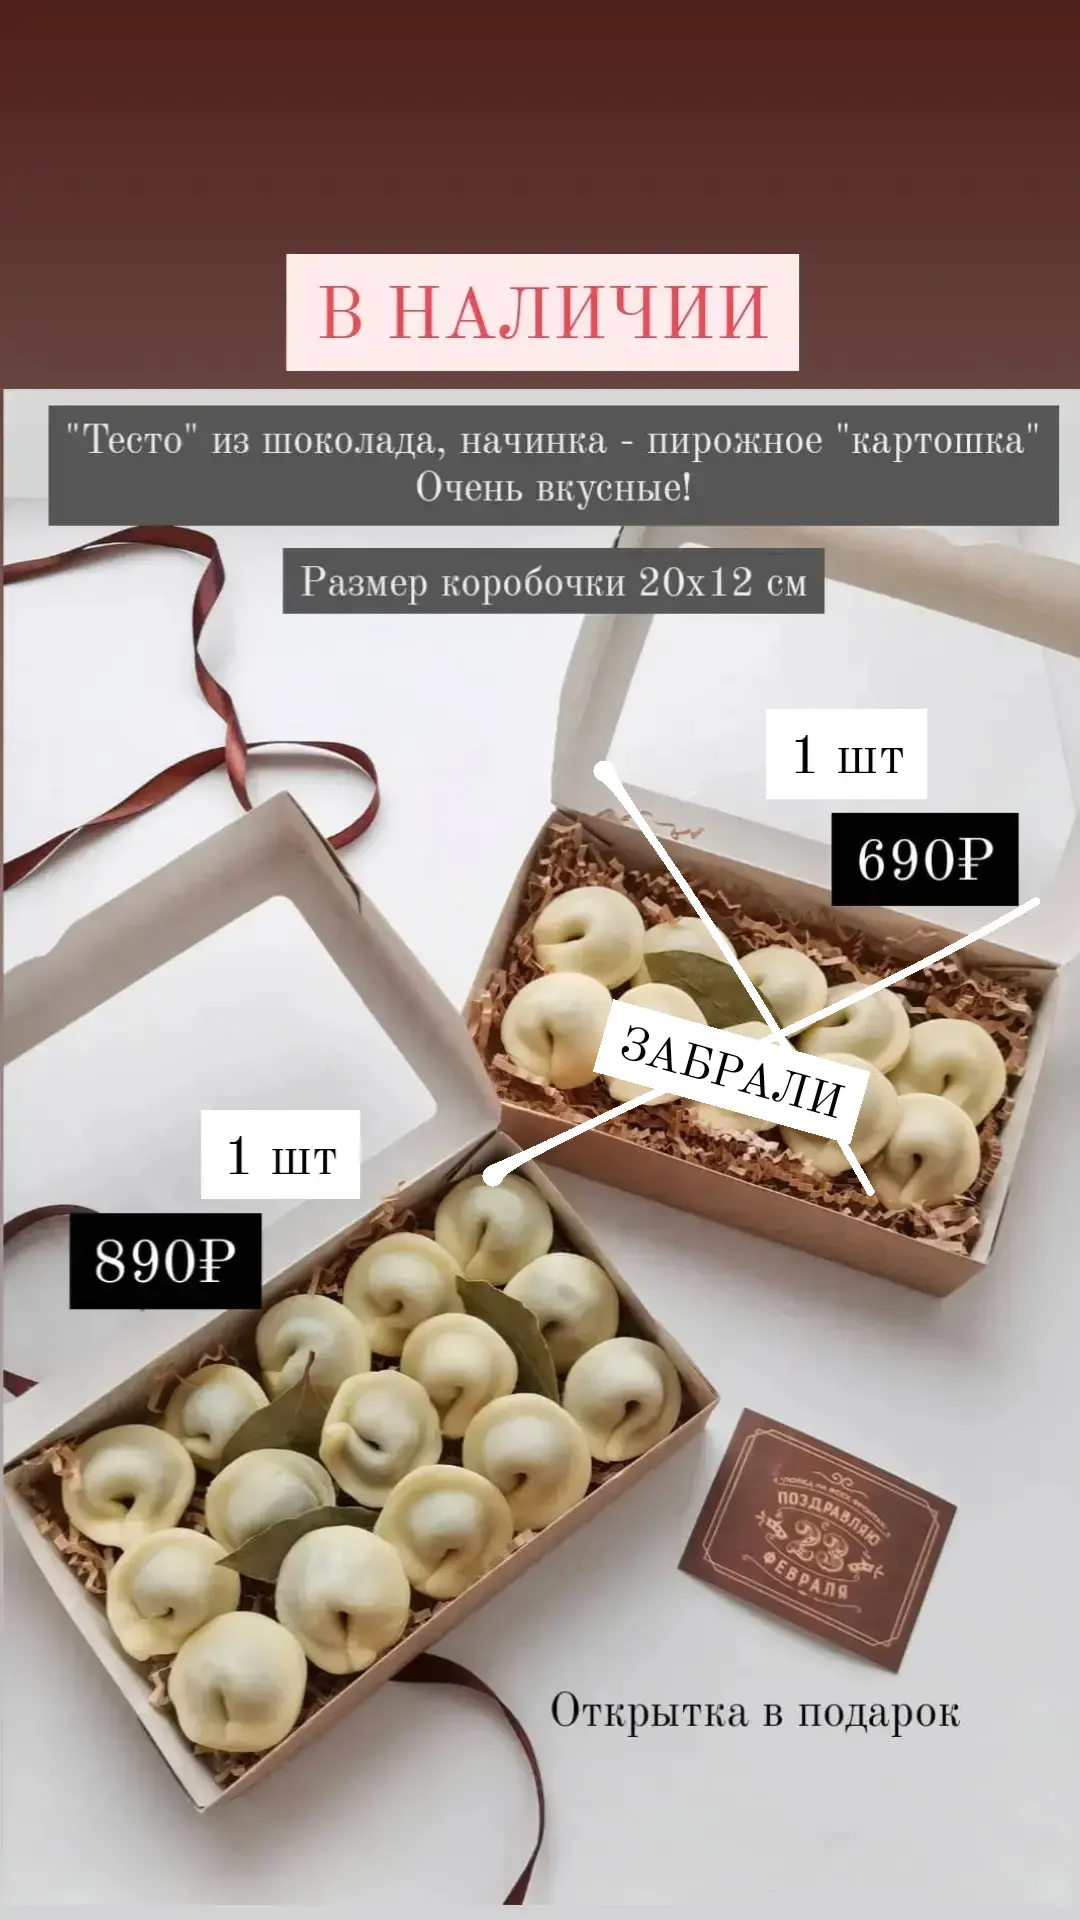 В НАЛИЧИИ
"Тесто" из шоколада, начинка - пирожное "картошка"
Очень вкусные!
Размер коробочки 20х12 см
1 шт
690₽
ЗАБРАЛИ
1 шт
890₽
ПОЗДРАВЛЯЮ
23
ФЕВРАЛЯ
Открытка в подарок